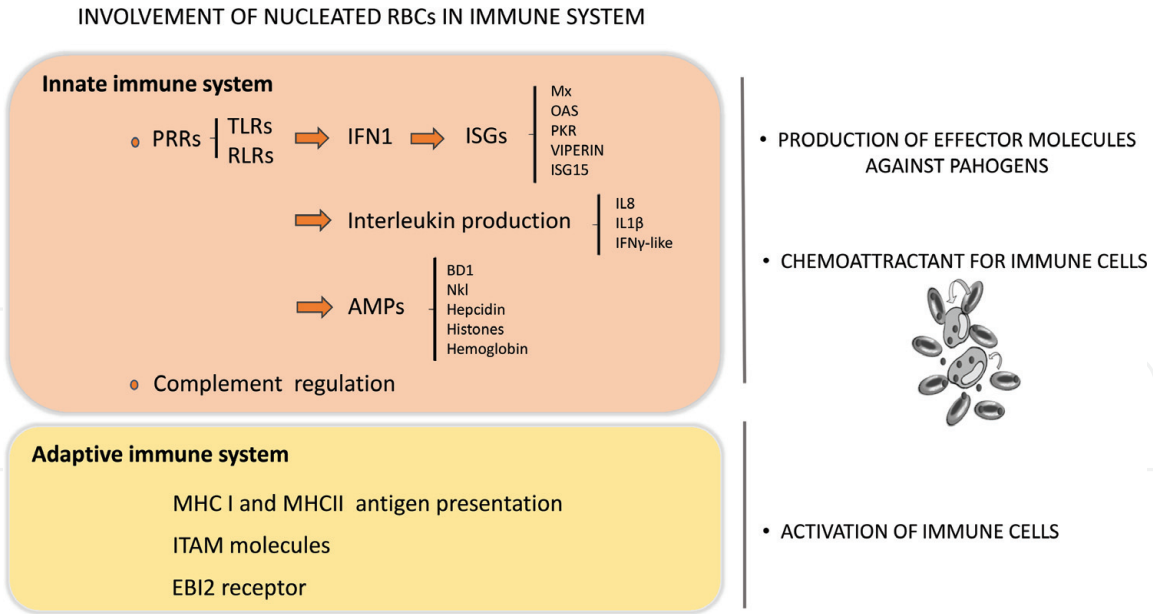 INVOLVEMENT OF NUCLEATED RBCs IN IMMUNE SYSTEM
Innate immune system
PRRs
TLRs
RLRs
IFN1
ISGs
Mx
OAS
PKR
VIPERIN
ISG15
Interleukin production
IL8
IL1β
IFNγ-like
AMPs
BD1
Nkl
Hepcidin
Histones
Hemoglobin
Complement regulation
• PRODUCTION OF EFFECTOR MOLECULES
AGAINST PAHOGENS
• CHEMOATTRACTANT FOR IMMUNE CELLS
Adaptive immune system
MHC I and MHCII antigen presentation
ITAM molecules
EBI2 receptor
• ACTIVATION OF IMMUNE CELLS